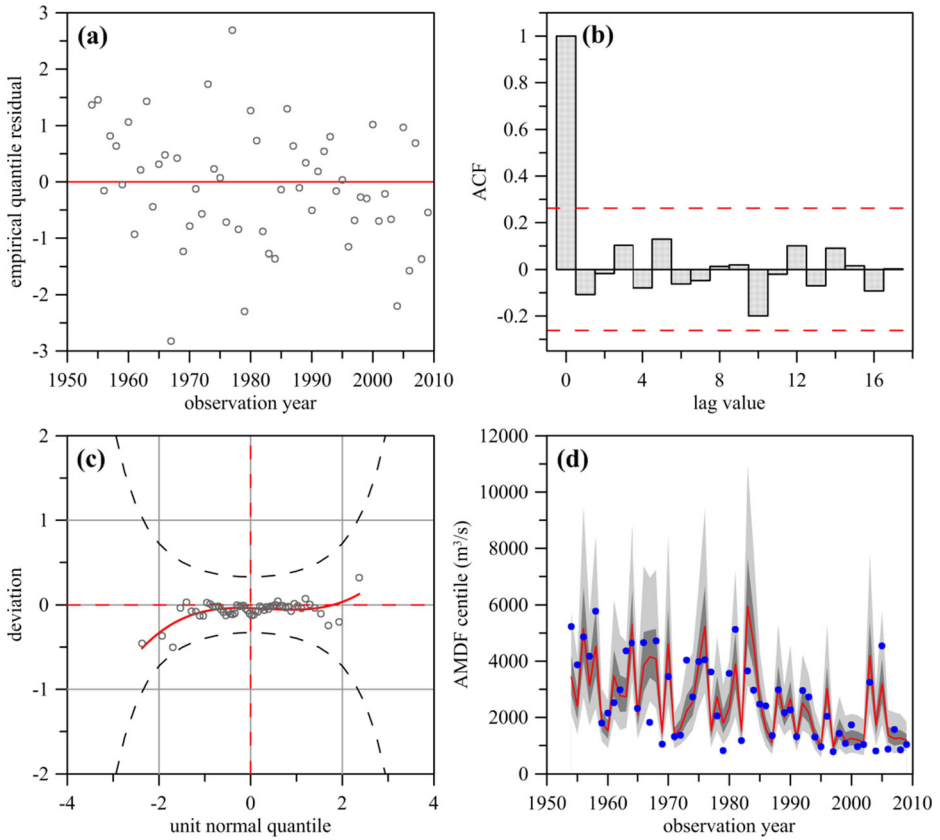 (a)
empirical quantile residual
3
2
1
0
-1
-2
-3
1950 1960 1970 1980 1990 2000 2010
observation year
(b)
ACF
1
0.8
0.6
0.4
0.2
0
-0.2
0 4 8 12 16
lag value
(c)
deviation
2
1
0
-1
-2
-4 -2 0 2 4
unit normal quantile
(d)
AMDF centile (m³/s)
12000
10000
8000
6000
4000
2000
0
1950 1960 1970 1980 1990 2000 2010
observation year